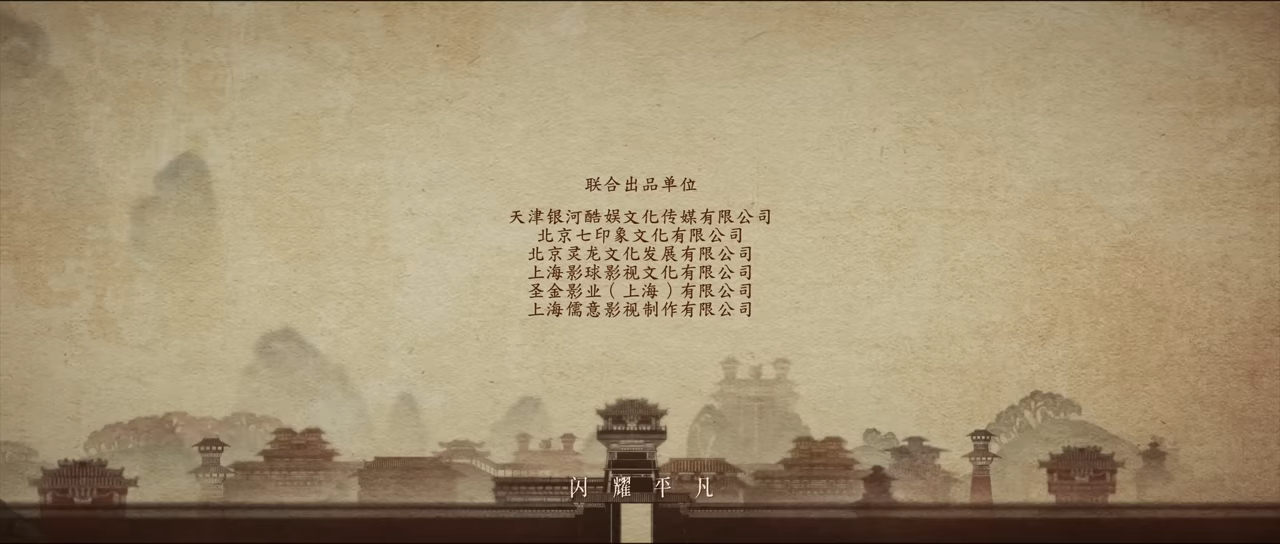 联合出品单位
天津银河酷娱文化传媒有限公司
北京七印象文化有限公司
北京灵龙文化发展有限公司
上海影球影视文化有限公司
圣金影业（上海）有限公司
上海儒意影视制作有限公司
闪耀平凡